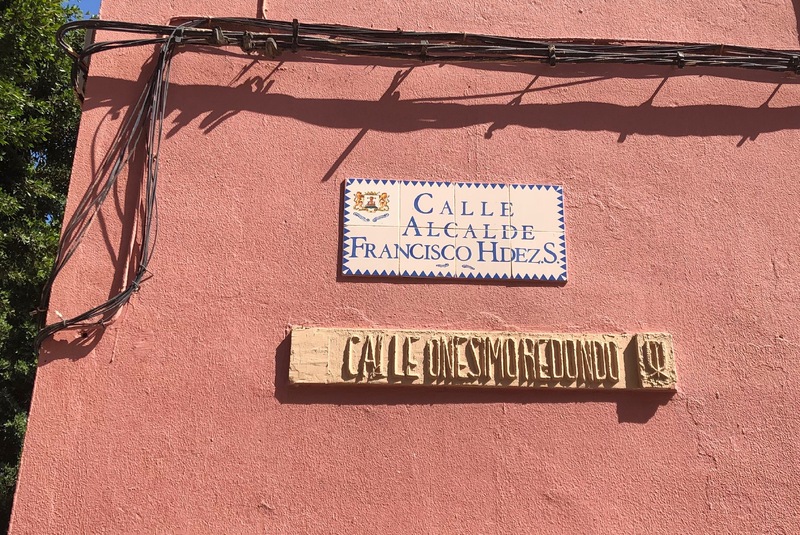 CALLE
ALCALDE
FRANCISCO HDEZ.S.
CALLE ONESIMO REDONDO